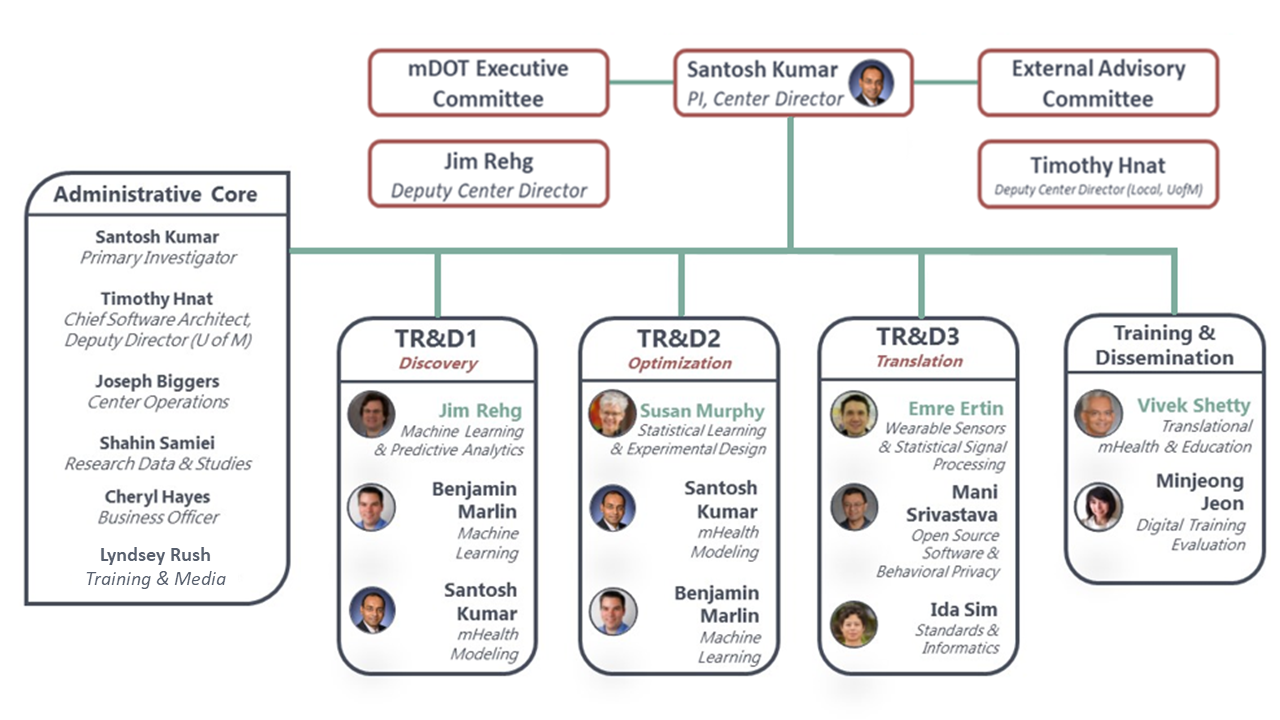 mDOT Executive
Committee
Santosh Kumar
PI, Center Director
External Advisory
Committee
Jim Rehg
Deputy Center Director
Timothy Hnat
Deputy Center Director (Local, UofM)
Administrative Core
Santosh Kumar
Primary Investigator
Timothy Hnat
Chief Software Architect,
Deputy Director (U of M)
Joseph Biggers
Center Operations
Shahin Samiei
Research Data & Studies
Cheryl Hayes
Business Officer
Lyndsey Rush
Training & Media
TR&D1
Discovery
Jim Rehg
Machine Learning
& Predictive Analytics
Benjamin
Marlin
Machine
Learning
Santosh
Kumar
mHealth
Modeling
TR&D2
Optimization
Susan Murphy
Statistical Learning
& Experimental Design
Santosh
Kumar
mHealth
Modeling
Benjamin
Marlin
Machine
Learning
TR&D3
Translation
Emre Ertin
Wearable Sensors
& Statistical Signal
Processing
Mani
Srivastava
Open Source
Software &
Behavioral Privacy
Ida Sim
Standards &
Informatics
Training &
Dissemination
Vivek Shetty
Translational
mHealth & Education
Minjeong
Jeon
Digital Training
Evaluation